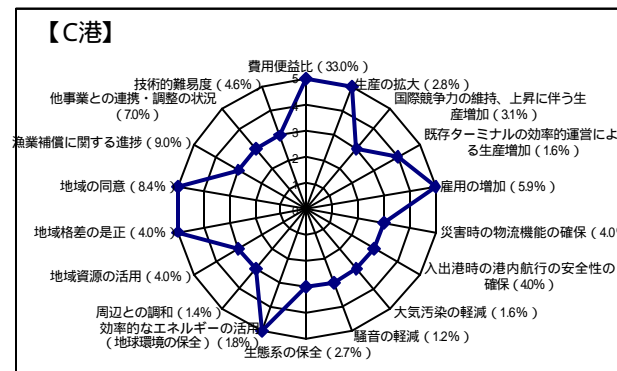 【C港】
費用便益比（33.0%）
生産の拡大（2.8%）
国際競争力の維持、上昇に伴う生
産増加（3.1%）
既存ターミナルの効率的運営によ
る生産増加（1.6%）
雇用の増加（5.9%）
災害時の物流機能の確保（4.0%
入出港時の港内航行の安全性の
確保（4.0%）
大気汚染の軽減（1.6%）
騒音の軽減（1.2%）
生態系の保全（2.7%）
効率的なエネルギーの活用
（地球環境の保全）（1.8%）
周辺との調和（1.4%）
地域資源の活用（4.0%）
地域格差の是正（4.0%）
地域の同意（8.4%）
漁業補償に関する進捗（9.0%）
他事業との連携・調整の状況
（7.0%）
技術的難易度（4.6%）
5
4
3
2
1
0